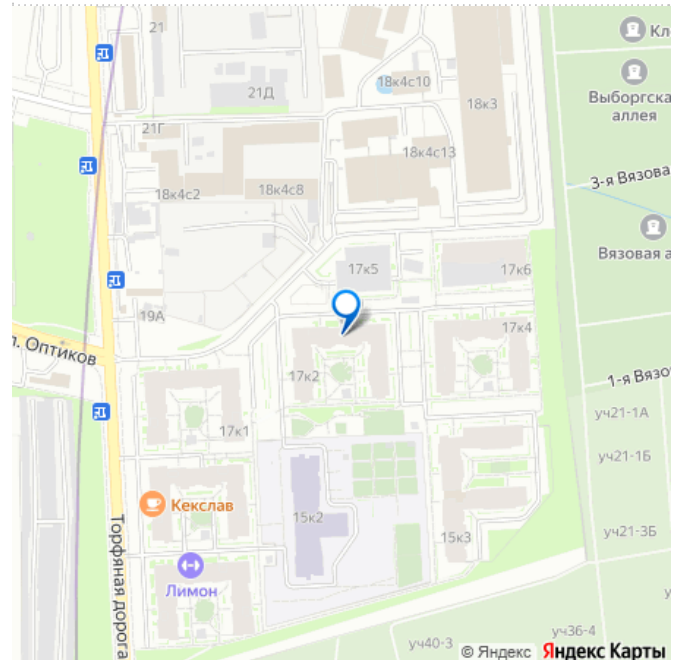 21
Кл
18к4с10
21Д
Выборгска
аллея
18к3
21Г
18к4с13
3-я Вязова
18к4с2
18к4с8
Вязовая а
17к5
17к6
19А
17к4
л. Оптиков
17к2
1-я Вязо
уч21-1А
17к1
уч21-1Б
Кекслав
15к2
Торфяная дорога
15к3
уч21-3Б
Лимон
у
уч40-3
уч36-4
© Яндекс Яндекс Карты